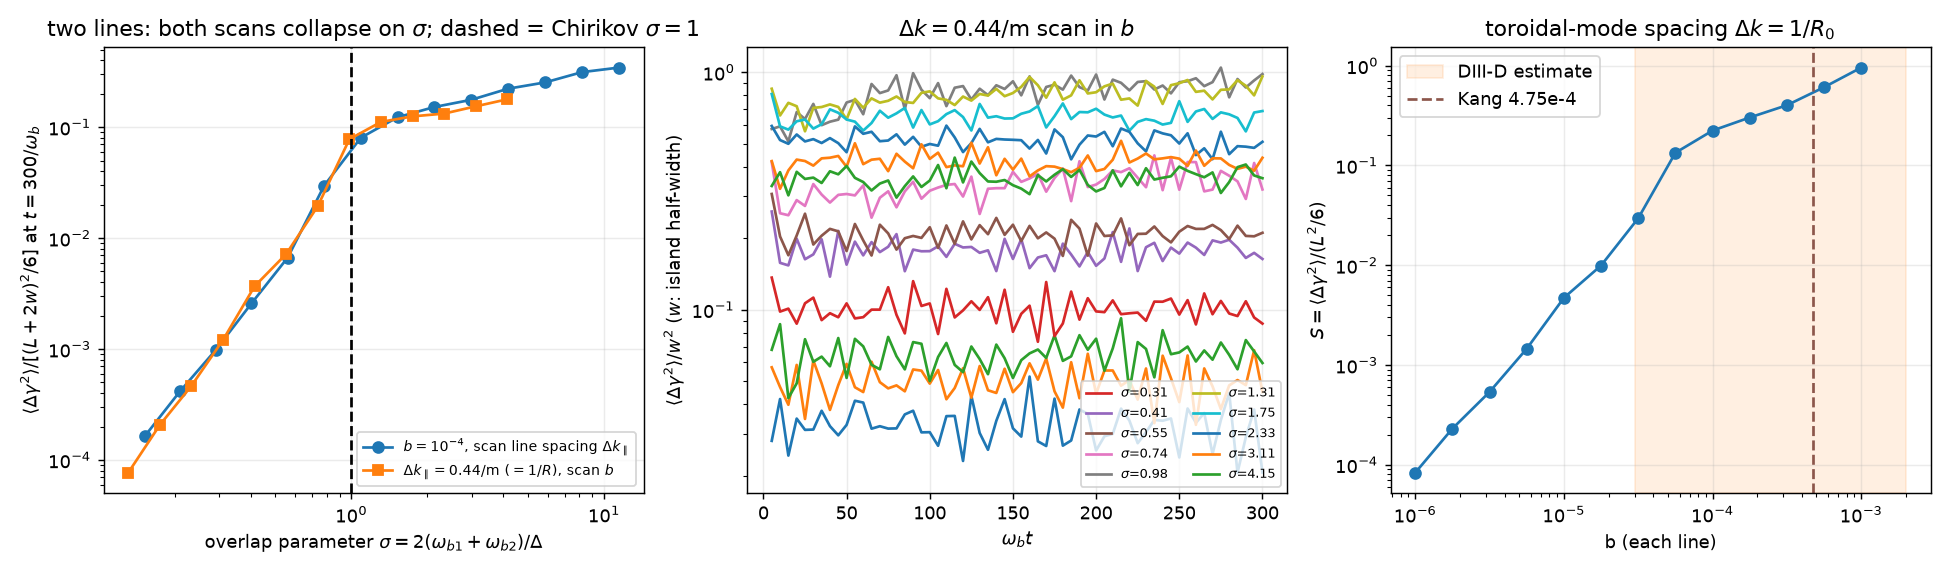 two lines: both scans collapse on σ; dashed = Chirikov σ = 1
⟨Δγ²⟩/[(L + 2w)²/6] at t = 300/ω_b
10⁻¹
10⁻²
10⁻³
10⁻⁴
b = 10⁻⁴, scan line spacing Δk_∥
Δk_∥ = 0.44/m ( = 1/R), scan b
10⁰
10¹
overlap parameter σ = 2(ω_b1 + ω_b2)/Δ
Δk = 0.44/m scan in b
⟨Δγ²⟩/w² (w: island half-width)
10⁰
10⁻¹
σ=0.31
σ=0.41
σ=0.55
σ=0.74
σ=0.98
σ=1.31
σ=1.75
σ=2.33
σ=3.11
σ=4.15
0
50
100
150
200
250
300
ω_b t
toroidal-mode spacing Δk = 1/R₀
S = ⟨Δγ²⟩/(L²/6)
10⁰
10⁻¹
10⁻²
10⁻³
10⁻⁴
DIII-D estimate
Kang 4.75e-4
10⁻⁶
10⁻⁵
10⁻⁴
10⁻³
b (each line)